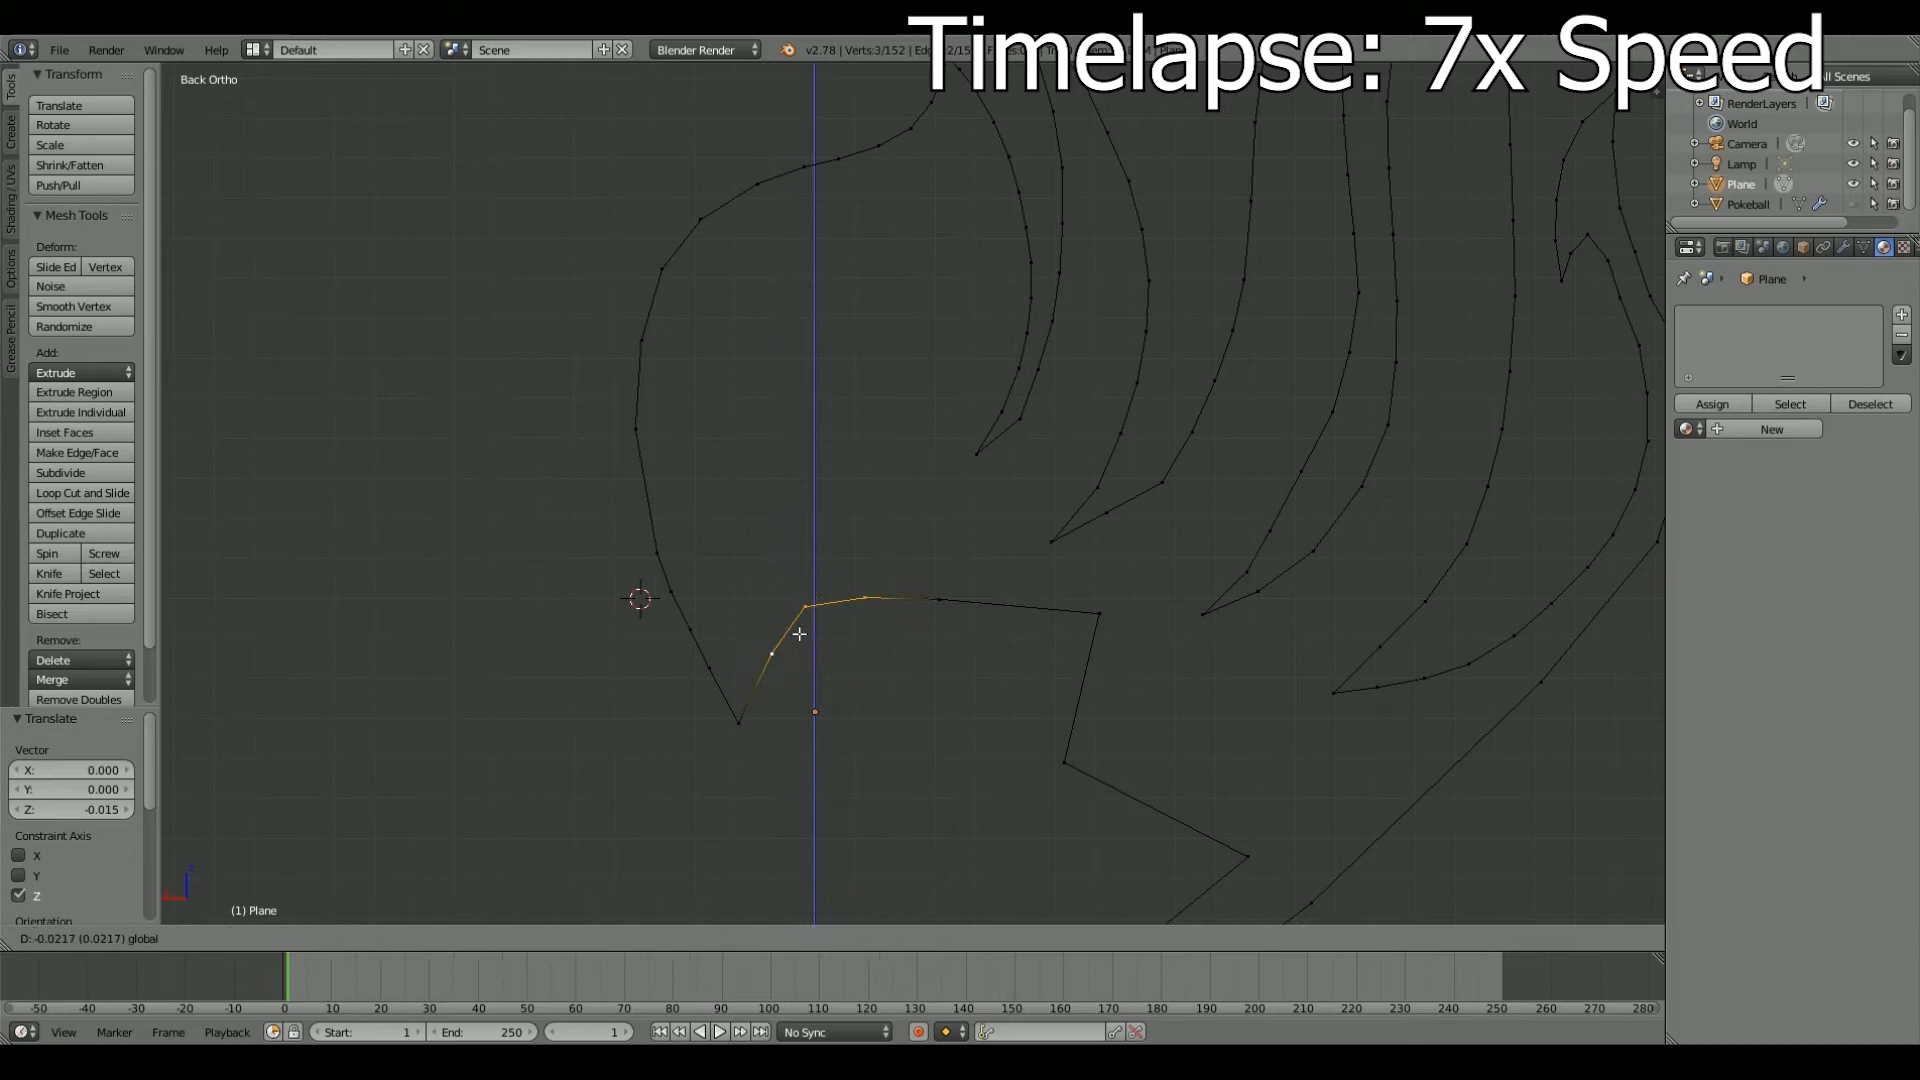 Timelapse: 7x Speed
File Render Window Help Default Scene Blender Render v2.78 | Verts:3/152 |
All Scenes
Transform
Back Ortho
Translate
Rotate
Scale
Shrink/Fatten
Push/Pull
Mesh Tools
Deform:
Slide Ed Vertex
Noise
Smooth Vertex
Randomize
Add:
Extrude
Extrude Region
Extrude Individual
Inset Faces
Make Edge/Face
Subdivide
Loop Cut and Slide
Offset Edge Slide
Duplicate
Spin Screw
Knife Select
Knife Project
Bisect
Remove:
Delete
Merge
Remove Doubles
Translate
Vector
X: 0.000
Y: 0.000
Z: -0.015
Constraint Axis
X
Y
Z
Orientation
Tools
Create
Shading / UVs
Options
Grease Pencil
z
(1) Plane
D: -0.0217 (0.0217) global
RenderLayers
World
Camera
Lamp
Plane
Pokeball
Plane
Assign Select Deselect
New
-50 -40 -30 -20 -10 0 10 20 30 40 50 60 70 80 90 100 110 120 130 140 150 160 170 180 190 200 210 220 230 240 250 260 270 280
View Marker Frame Playback Start: 1 End: 250 1 No Sync